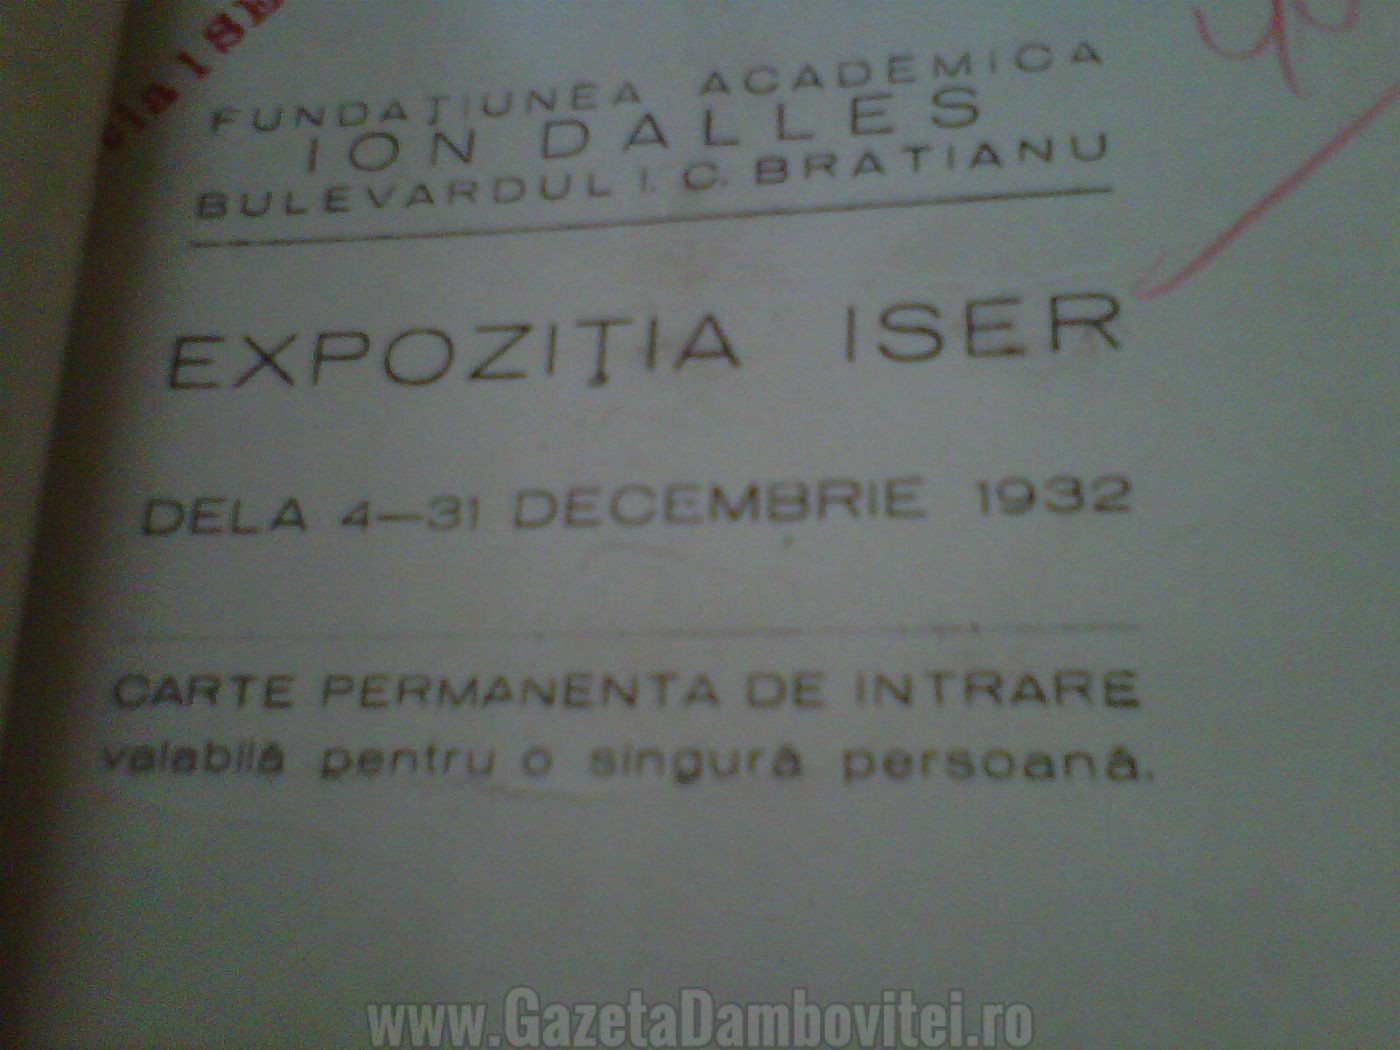 FUNDAȚIUNEA ACADEMICA
ION DALLES
BULEVARDUL I. C. BRATIANU
EXPOZIȚIA ISER
DELA 4—31 DECEMBRIE 1932
CARTE PERMANENTA DE INTRARE
valabilă pentru o singură persoană.
www.GazetaDambovitei.ro